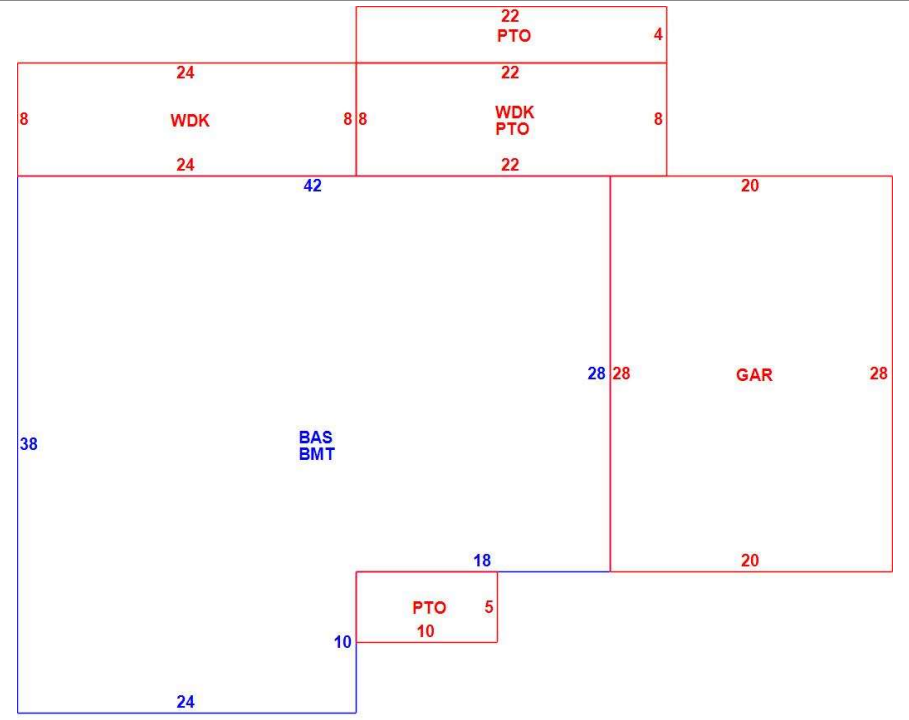 22
PTO 4
24 22
8 WDK 8 8 WDK 8
PTO
24 22
42 20
28 28 GAR 28
38 BAS
BMT
18 20
PTO 5
10
10
24